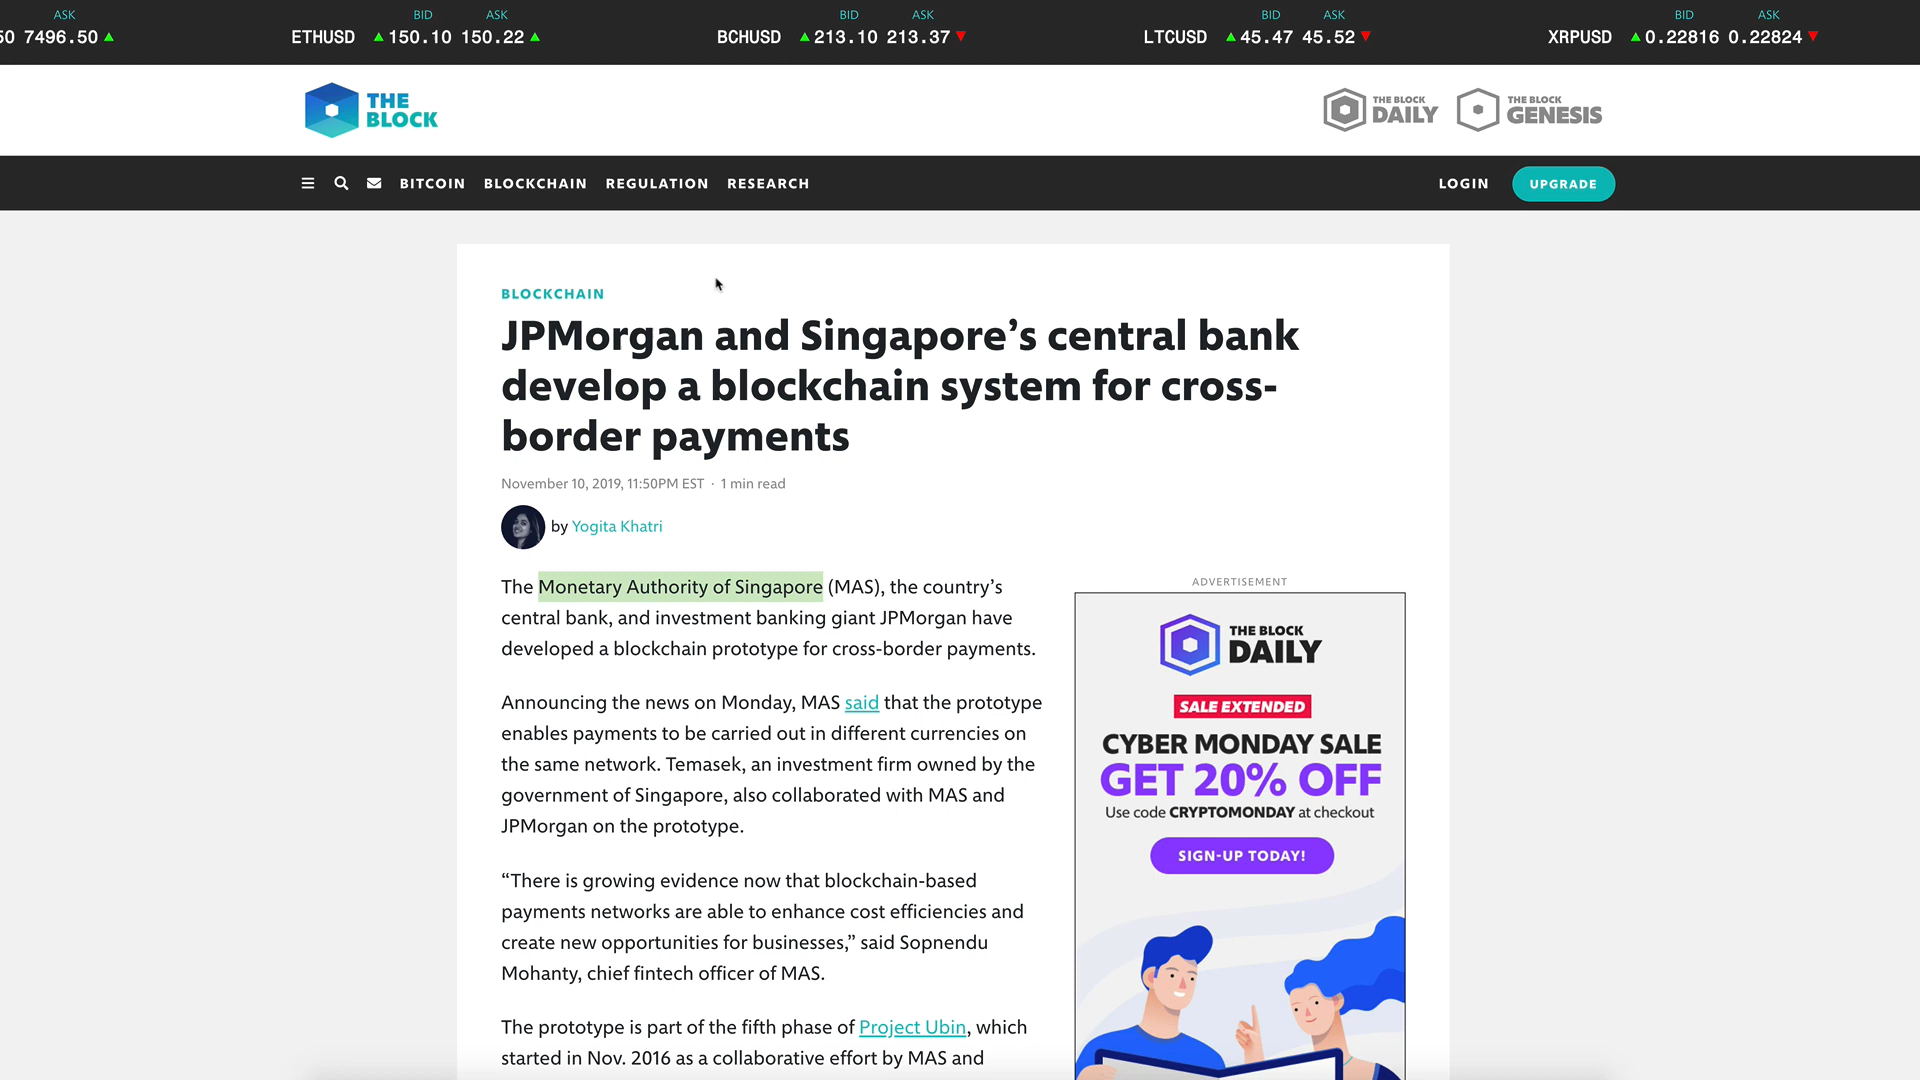 ASK BID ASK BID ASK BID ASK BID ASK
50 7496.50 ETHUSD 150.10 150.22 BCHUSD 213.10 213.37 LTCUSD 45.47 45.52 XRPUSD 0.22816 0.22824
THE BLOCK
THE BLOCK DAILY
THE BLOCK GENESIS
BITCOIN BLOCKCHAIN REGULATION RESEARCH LOGIN UPGRADE
BLOCKCHAIN
JPMorgan and Singapore’s central bank
develop a blockchain system for cross-
border payments
November 10, 2019, 11:50PM EST · 1 min read
by Yogita Khatri
The Monetary Authority of Singapore (MAS), the country’s
central bank, and investment banking giant JPMorgan have
developed a blockchain prototype for cross-border payments.
Announcing the news on Monday, MAS said that the prototype
enables payments to be carried out in different currencies on
the same network. Temasek, an investment firm owned by the
government of Singapore, also collaborated with MAS and
JPMorgan on the prototype.
“There is growing evidence now that blockchain-based
payments networks are able to enhance cost efficiencies and
create new opportunities for businesses,” said Sopnendu
Mohanty, chief fintech officer of MAS.
The prototype is part of the fifth phase of Project Ubin, which
started in Nov. 2016 as a collaborative effort by MAS and
ADVERTISEMENT
THE BLOCK
DAILY
SALE EXTENDED
CYBER MONDAY SALE
GET 20% OFF
Use code CRYPTOMONDAY at checkout
SIGN-UP TODAY!